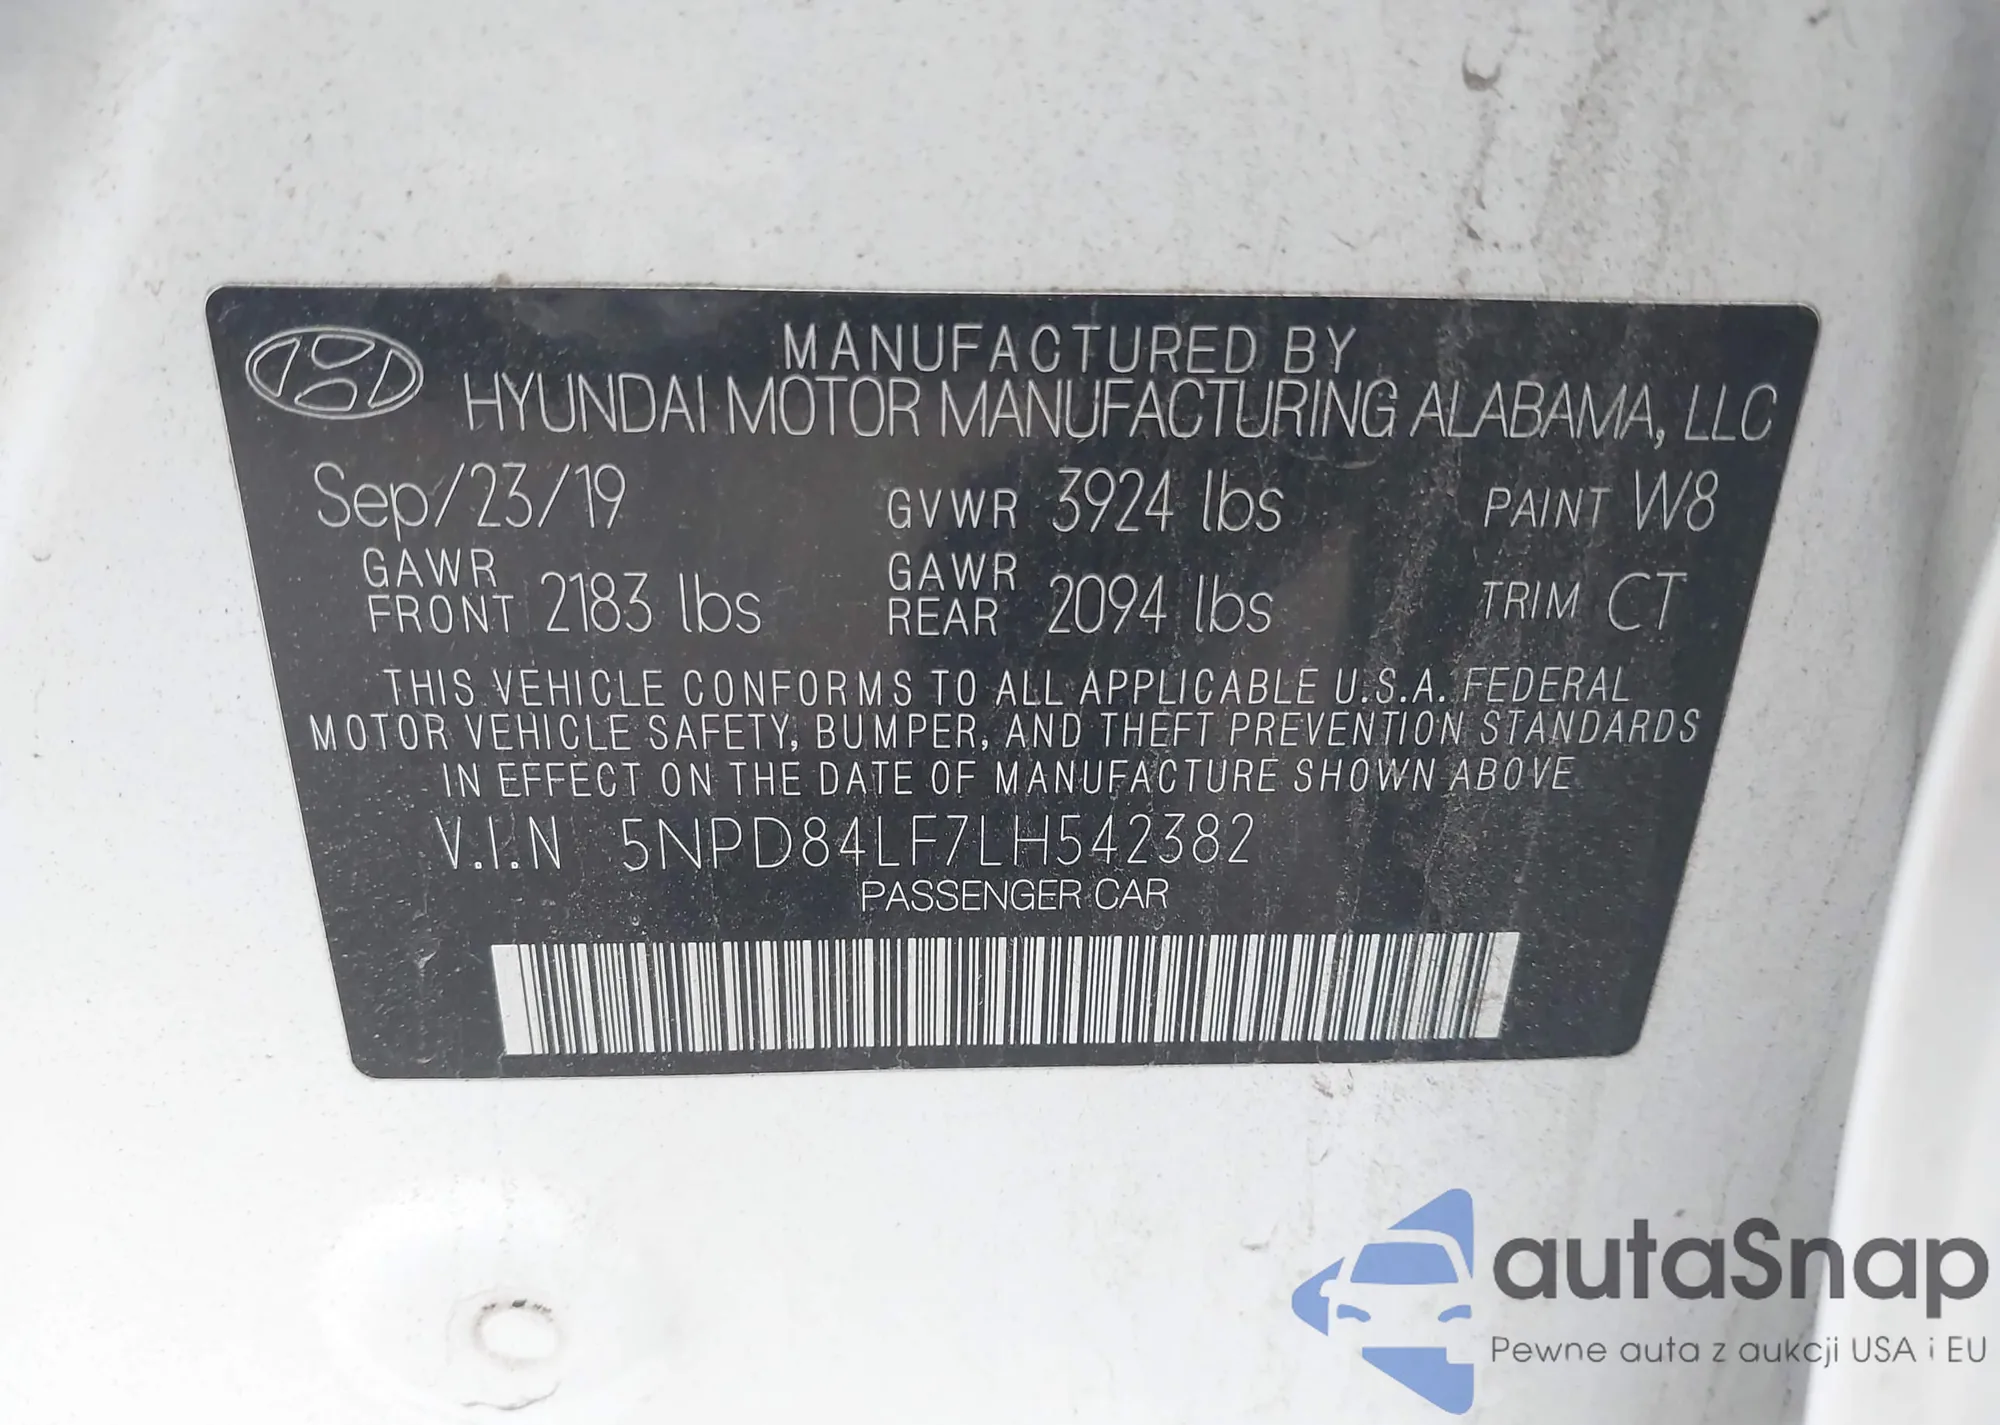 MANUFACTURED BY
HYUNDAI MOTOR MANUFACTURING ALABAMA, LLC
Sep/23/19 GVWR 3924 lbs PAINT W8
GAWR FRONT 2183 lbs GAWR REAR 2094 lbs TRIM CT
THIS VEHICLE CONFORMS TO ALL APPLICABLE U.S.A. FEDERAL
MOTOR VEHICLE SAFETY, BUMPER, AND THEFT PREVENTION STANDARDS
IN EFFECT ON THE DATE OF MANUFACTURE SHOWN ABOVE
V.I.N 5NPD84LF7LH542382
PASSENGER CAR
autaSnap
Pewne auta z aukcji USA i EU